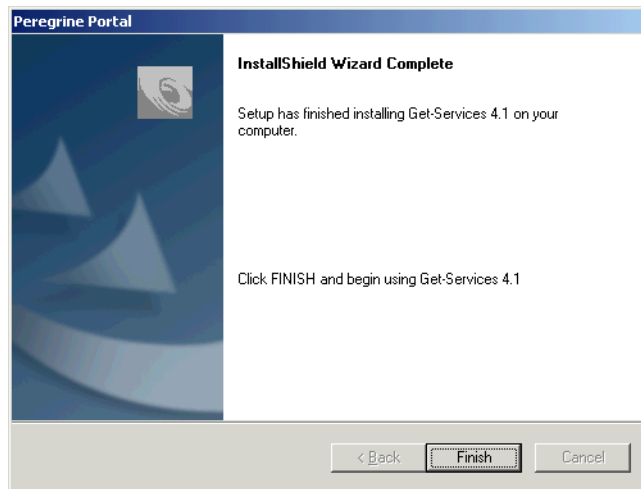 Peregrine Portal
InstallShield Wizard Complete
Setup has finished installing Get-Services 4.1 on your
computer.
Click FINISH and begin using Get-Services 4.1
< Back
Finish
Cancel